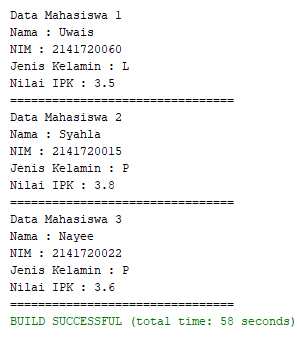 Data Mahasiswa 1
Nama : Uwais
NIM : 2141720060
Jenis Kelamin : L
Nilai IPK : 3.5
================================
Data Mahasiswa 2
Nama : Syahla
NIM : 2141720015
Jenis Kelamin : P
Nilai IPK : 3.8
================================
Data Mahasiswa 3
Nama : Nayee
NIM : 2141720022
Jenis Kelamin : P
Nilai IPK : 3.6
================================
BUILD SUCCESSFUL (total time: 58 seconds)